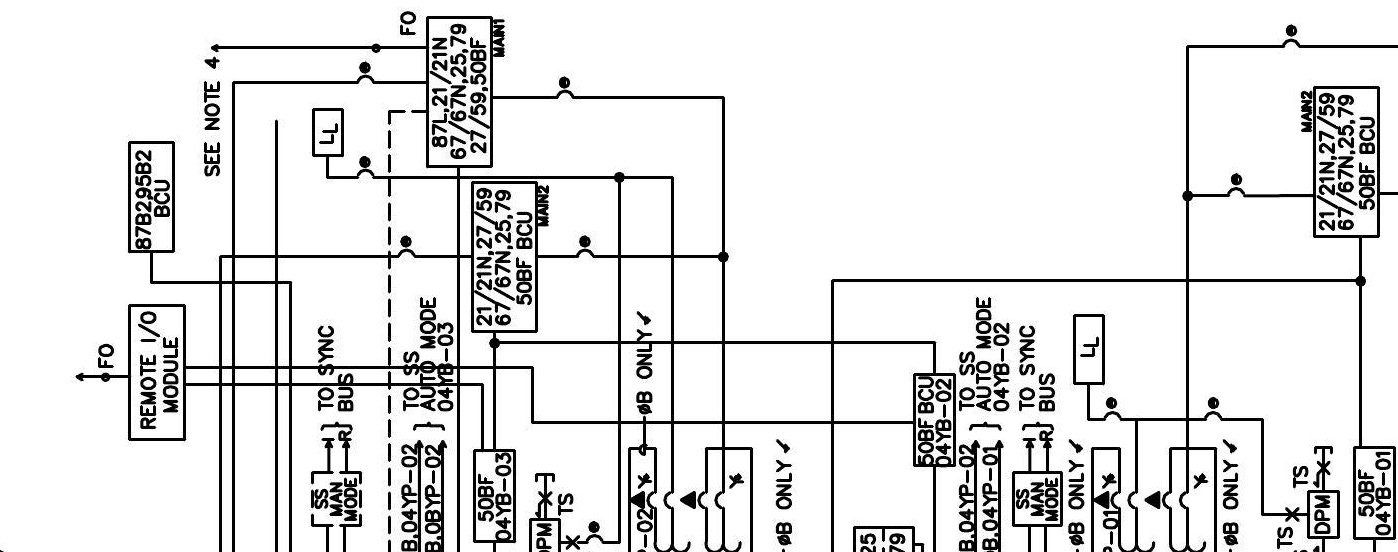 FO
SEE NOTE 4
87L,21/21N
67/67N,25,79
27/59,50BF
MAIN1
LL
87B2,95B2
BCU
21/21N,27/59
67/67N,25,79
50BF BCU
MAIN2
FO
REMOTE I/O
MODULE
TO SYNC
BUS
TO SS
AUTO MODE
04YB-03
SS
MAN
MODE
B.04YP-02
B.0BYP-02
50BF
04YB-03
DPM
TS
P-02
ØB ONLY
ØB ONLY
MAIN2
21/21N,27/59
67/67N,25,79
50BF BCU
LL
50BF BCU
04YB-02
TO SS
AUTO MODE
04YB-02
TO SYNC
BUS
25
79
B.04YP-02
B.04YP-01
SS
MAN
MODE
ØB ONLY
P-01
ØB ONLY
TS
TS
DPM
50BF
04YB-01